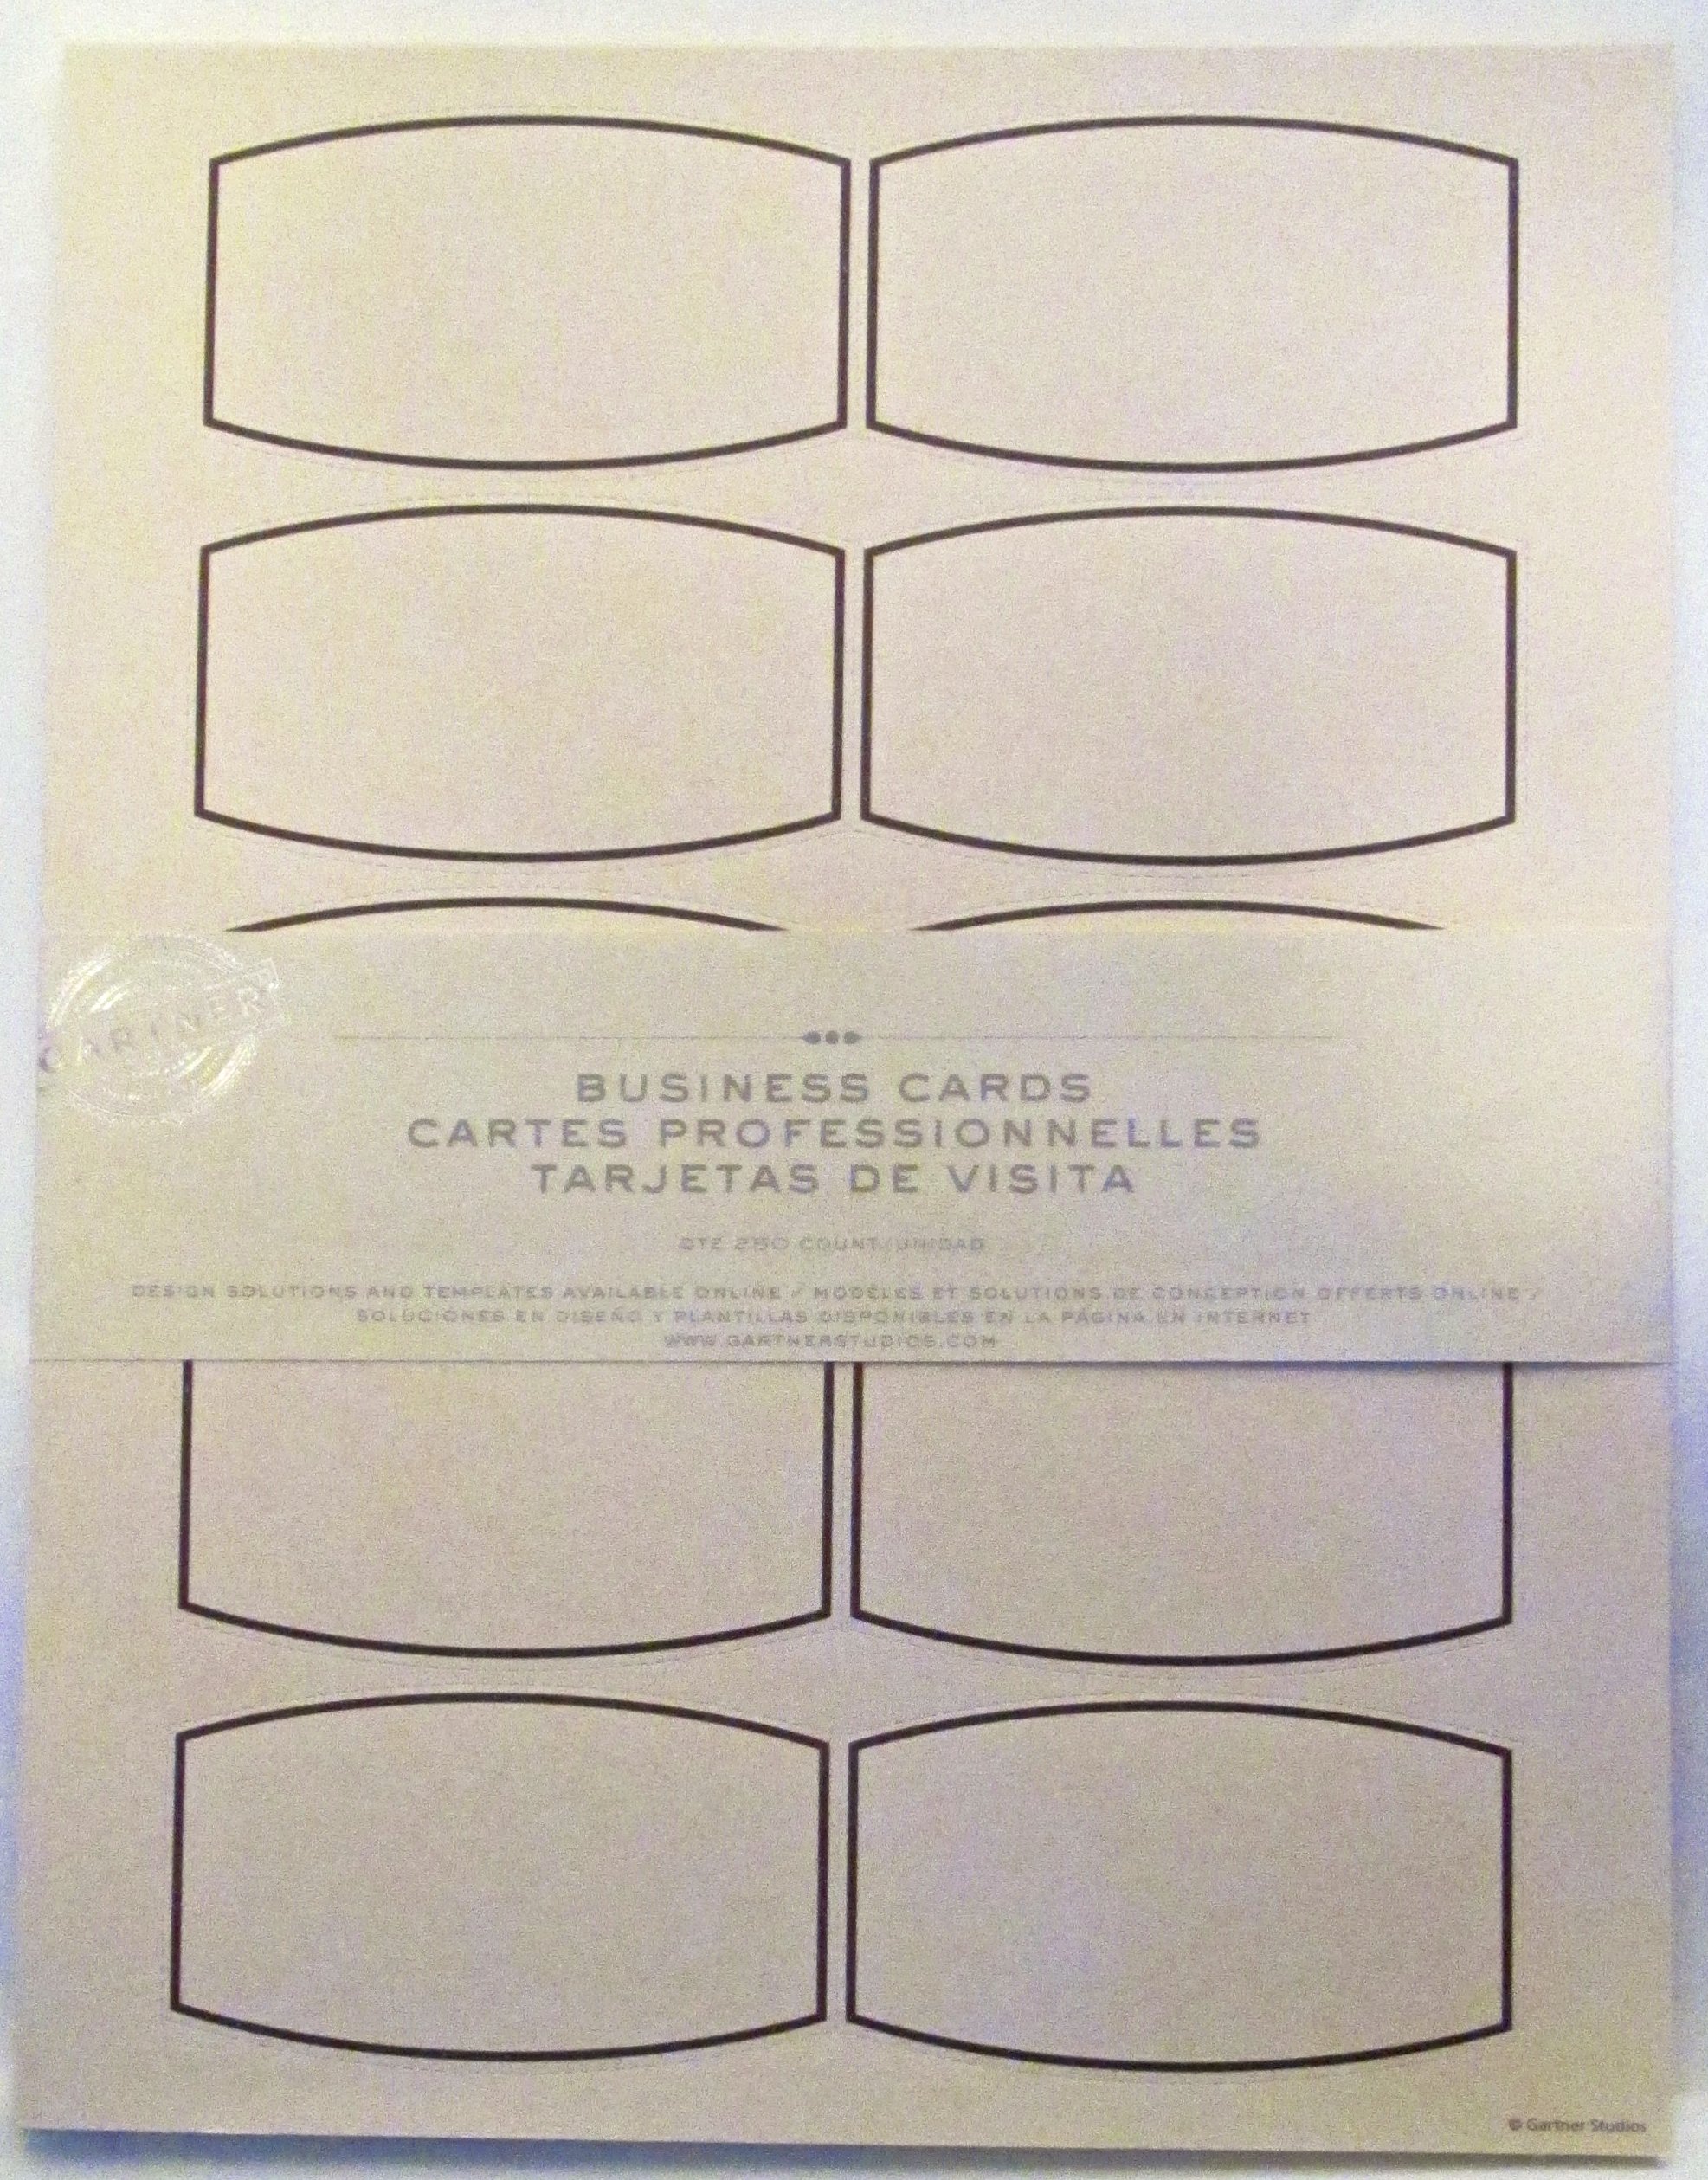 GARTNER
BUSINESS CARDS
CARTES PROFESSIONNELLES
TARJETAS DE VISITA
QTÉ 250 COUNT/UNIDAD
DESIGN SOLUTIONS AND TEMPLATES AVAILABLE ONLINE / MODÈLES ET SOLUTIONS DE CONCEPTION OFFERTS ONLINE /
SOLUCIONES EN DISEÑO Y PLANTILLAS DISPONIBLES EN LA PÁGINA EN INTERNET
WWW.GARTNERSTUDIOS.COM
© Gartner Studios